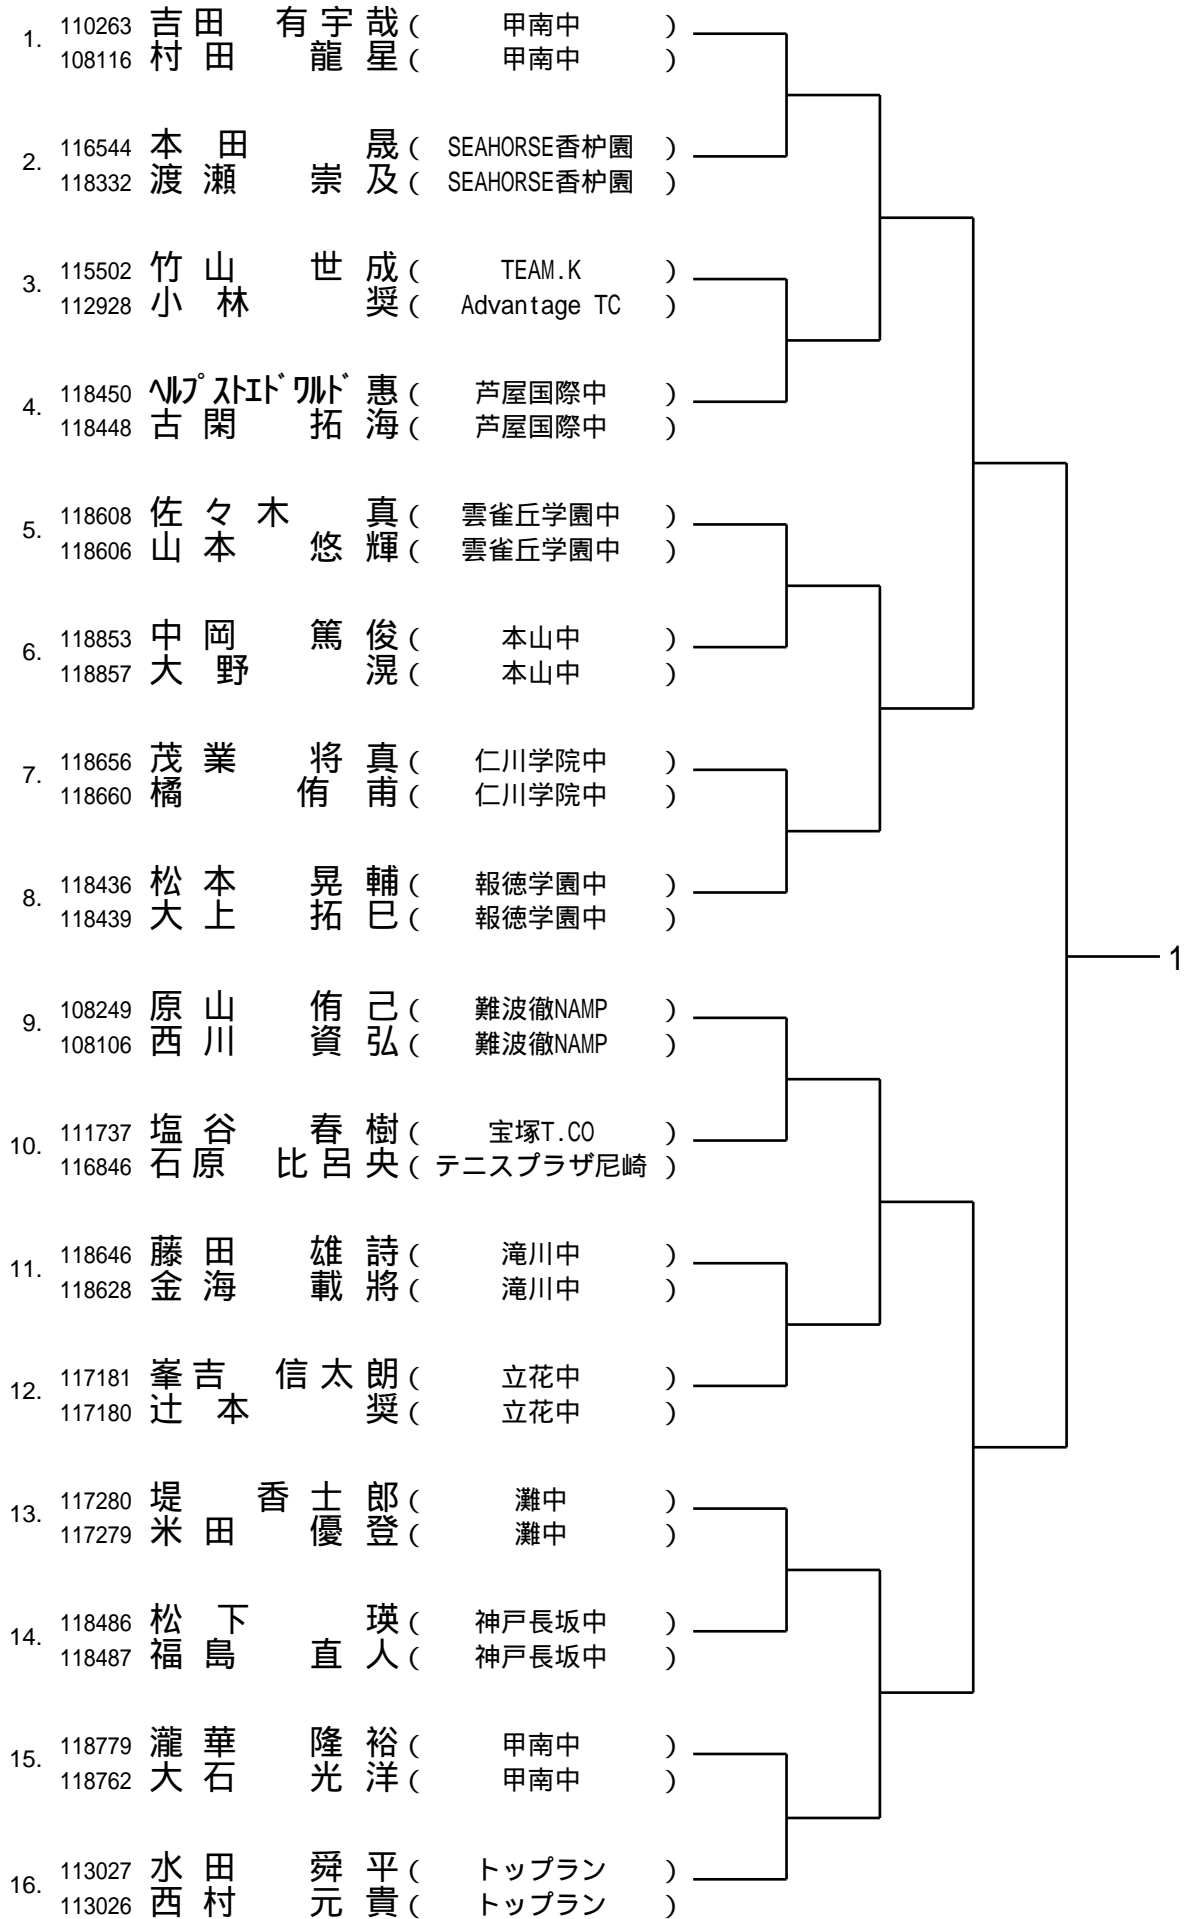 1. 110263 吉田 有宇哉 ( 甲南中 )
108116 村田 龍星 ( 甲南中 )
2. 116544 本田 晟 ( SEAHORSE香枦園 )
118332 渡瀬 崇及 ( SEAHORSE香枦園 )
3. 115502 竹山 世成 ( TEAM.K )
112928 小林 奨 ( Advantage TC )
4. 118450 ﾍﾙﾌﾟｽﾄｴﾄﾞﾜﾙﾄﾞ 惠 ( 芦屋国際中 )
118448 古閑 拓海 ( 芦屋国際中 )
5. 118608 佐々木 真 ( 雲雀丘学園中 )
118606 山本 悠輝 ( 雲雀丘学園中 )
6. 118853 中岡 篤俊 ( 本山中 )
118857 大野 滉 ( 本山中 )
7. 118656 茂業 将真 ( 仁川学院中 )
118660 橘 侑甫 ( 仁川学院中 )
8. 118436 松本 晃輔 ( 報徳学園中 )
118439 大上 拓巳 ( 報徳学園中 )
1
9. 108249 原山 侑己 ( 難波徹NAMP )
108106 西川 資弘 ( 難波徹NAMP )
10. 111737 塩谷 春樹 ( 宝塚T.CO )
116846 石原 比呂央 ( テニスプラザ尼崎 )
11. 118646 藤田 雄詩 ( 滝川中 )
118628 金海 載將 ( 滝川中 )
12. 117181 峯吉 信太朗 ( 立花中 )
117180 辻本 奨 ( 立花中 )
13. 117280 堤 香士郎 ( 灘中 )
117279 米田 優登 ( 灘中 )
14. 118486 松下 瑛 ( 神戸長坂中 )
118487 福島 直人 ( 神戸長坂中 )
15. 118779 瀧華 隆裕 ( 甲南中 )
118762 大石 光洋 ( 甲南中 )
16. 113027 水田 舜平 ( トップラン )
113026 西村 元貴 ( トップラン )